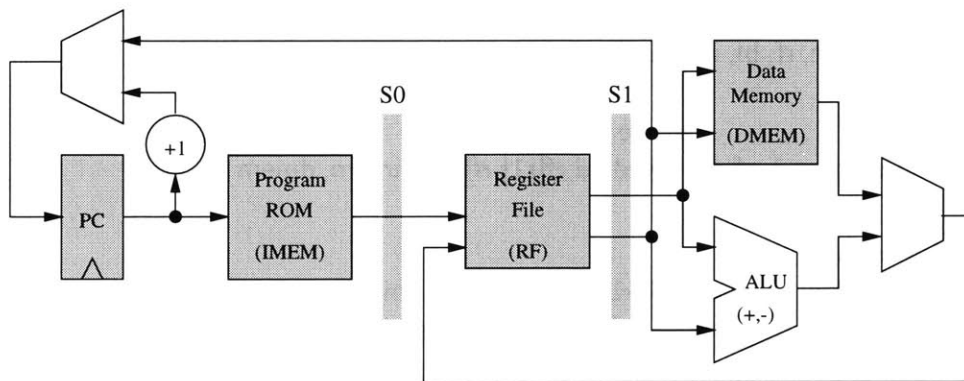 S0
S1
Data
Memory
(DMEM)
+1
PC
Program
ROM
(IMEM)
Register
File
(RF)
ALU
(+,-)